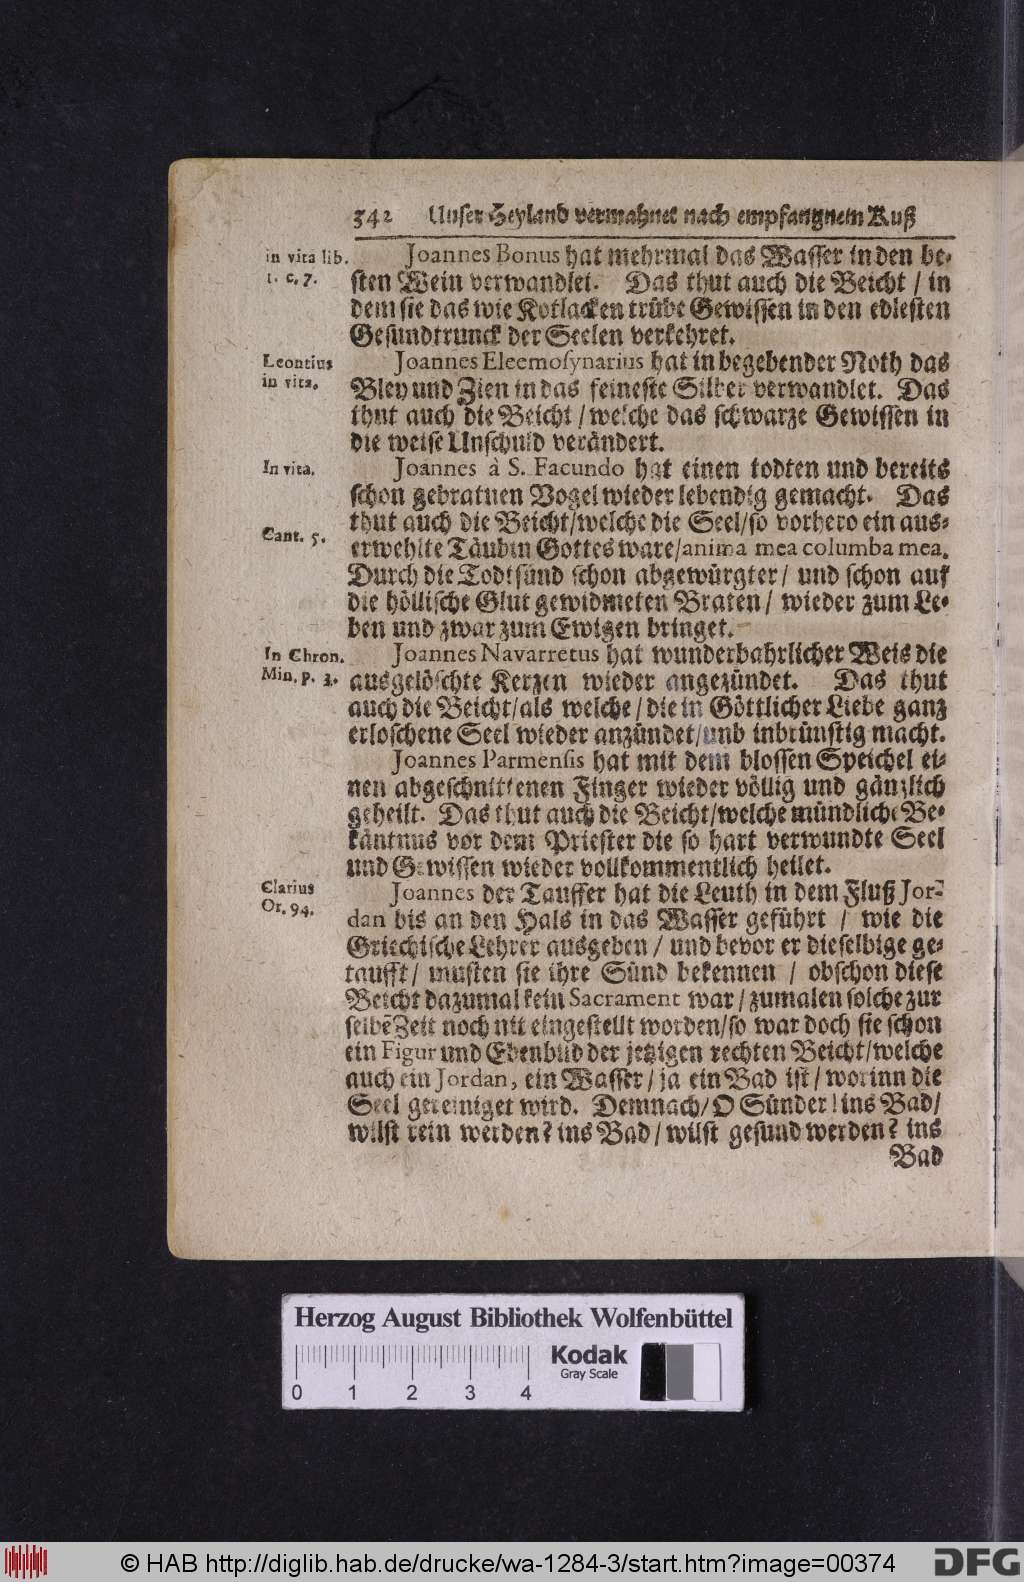 342 Unser Heyland vermahnet nach empfangnem Kuß
in vita lib.
1. c. 7.
Joannes Bonus hat mehrmal das Wasser in den be-
sten Wein verwandlet. Das thut auch die Beicht / in
dem sie das wie Kotlacken trübe Gewissen in den edlesten
Gesundtrunck der Seelen verkehret.
Leontius
in vita.
Joannes Eleemosynarius hat in begebender Noth das
Bley und Zien in das feineste Silber verwandlet. Das
thut auch die Beicht / welche das schwarze Gewissen in
die weise Unschuld verändert.
In vita.
Joannes à S. Facundo hat einen todten und bereits
schon gebratnen Vogel wieder lebendig gemacht. Das
thut auch die Beicht/welche die Seel/so vorhero ein aus-
Cant. 5.
erwehlte Täubin Gottes ware/anima mea columba mea.
Durch die Todtsünd schon abgewürgter / und schon auf
die höllische Glut gewidmeten Braten / wieder zum Le-
ben und zwar zum Ewigen bringet.
In Chron.
Min. p. 3.
Joannes Navarretus hat wunderbahrlicher Weis die
ausgelöschte Kerzen wieder angezündet. Das thut
auch die Beicht/als welche / die in Göttlicher Liebe ganz
erloschene Seel wieder anzündet/und inbrünstig macht.
Joannes Parmensis hat mit dem blossen Speichel ei-
nen abgeschnittenen Finger wieder völlig und gänzlich
geheilt. Das thut auch die Beicht/welche mündliche Be-
käntnus vor dem Priester die so hart verwundte Seel
und Gewissen wieder vollkommentlich heilet.
Clarius
Or. 94.
Joannes der Tauffer hat die Leuth in dem Fluß Jor-
dan bis an den Hals in das Wasser geführt / wie die
Griechische Lehrer ausgeben / und bevor er dieselbige ge-
taufft / musten sie ihre Sünd bekennen / obschon diese
Beicht dazumal kein Sacrament war / zumalen solche zur
selbẽ Zeit noch nit eingestellt worden/so war doch sie schon
ein Figur und Ebenbild der jetzigen rechten Beicht/welche
auch ein Jordan, ein Wasser / ja ein Bad ist / worinn die
Seel gereiniget wird. Demnach/O Sünder! ins Bad/
wilst rein werden? ins Bad / wilst gesund werden? ins
Bad
Herzog August Bibliothek Wolfenbüttel
0 1 2 3 4
Kodak
Gray Scale
© HAB http://diglib.hab.de/drucke/wa-1284-3/start.htm?image=00374
DFG